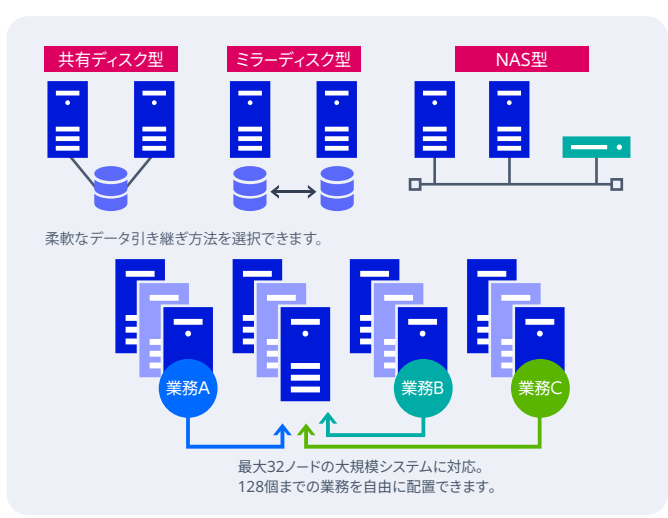 共有ディスク型
ミラーディスク型
NAS型
柔軟なデータ引き継ぎ方法を選択できます。
業務A
業務B
業務C
最大32ノードの大規模システムに対応。
128個までの業務を自由に配置できます。